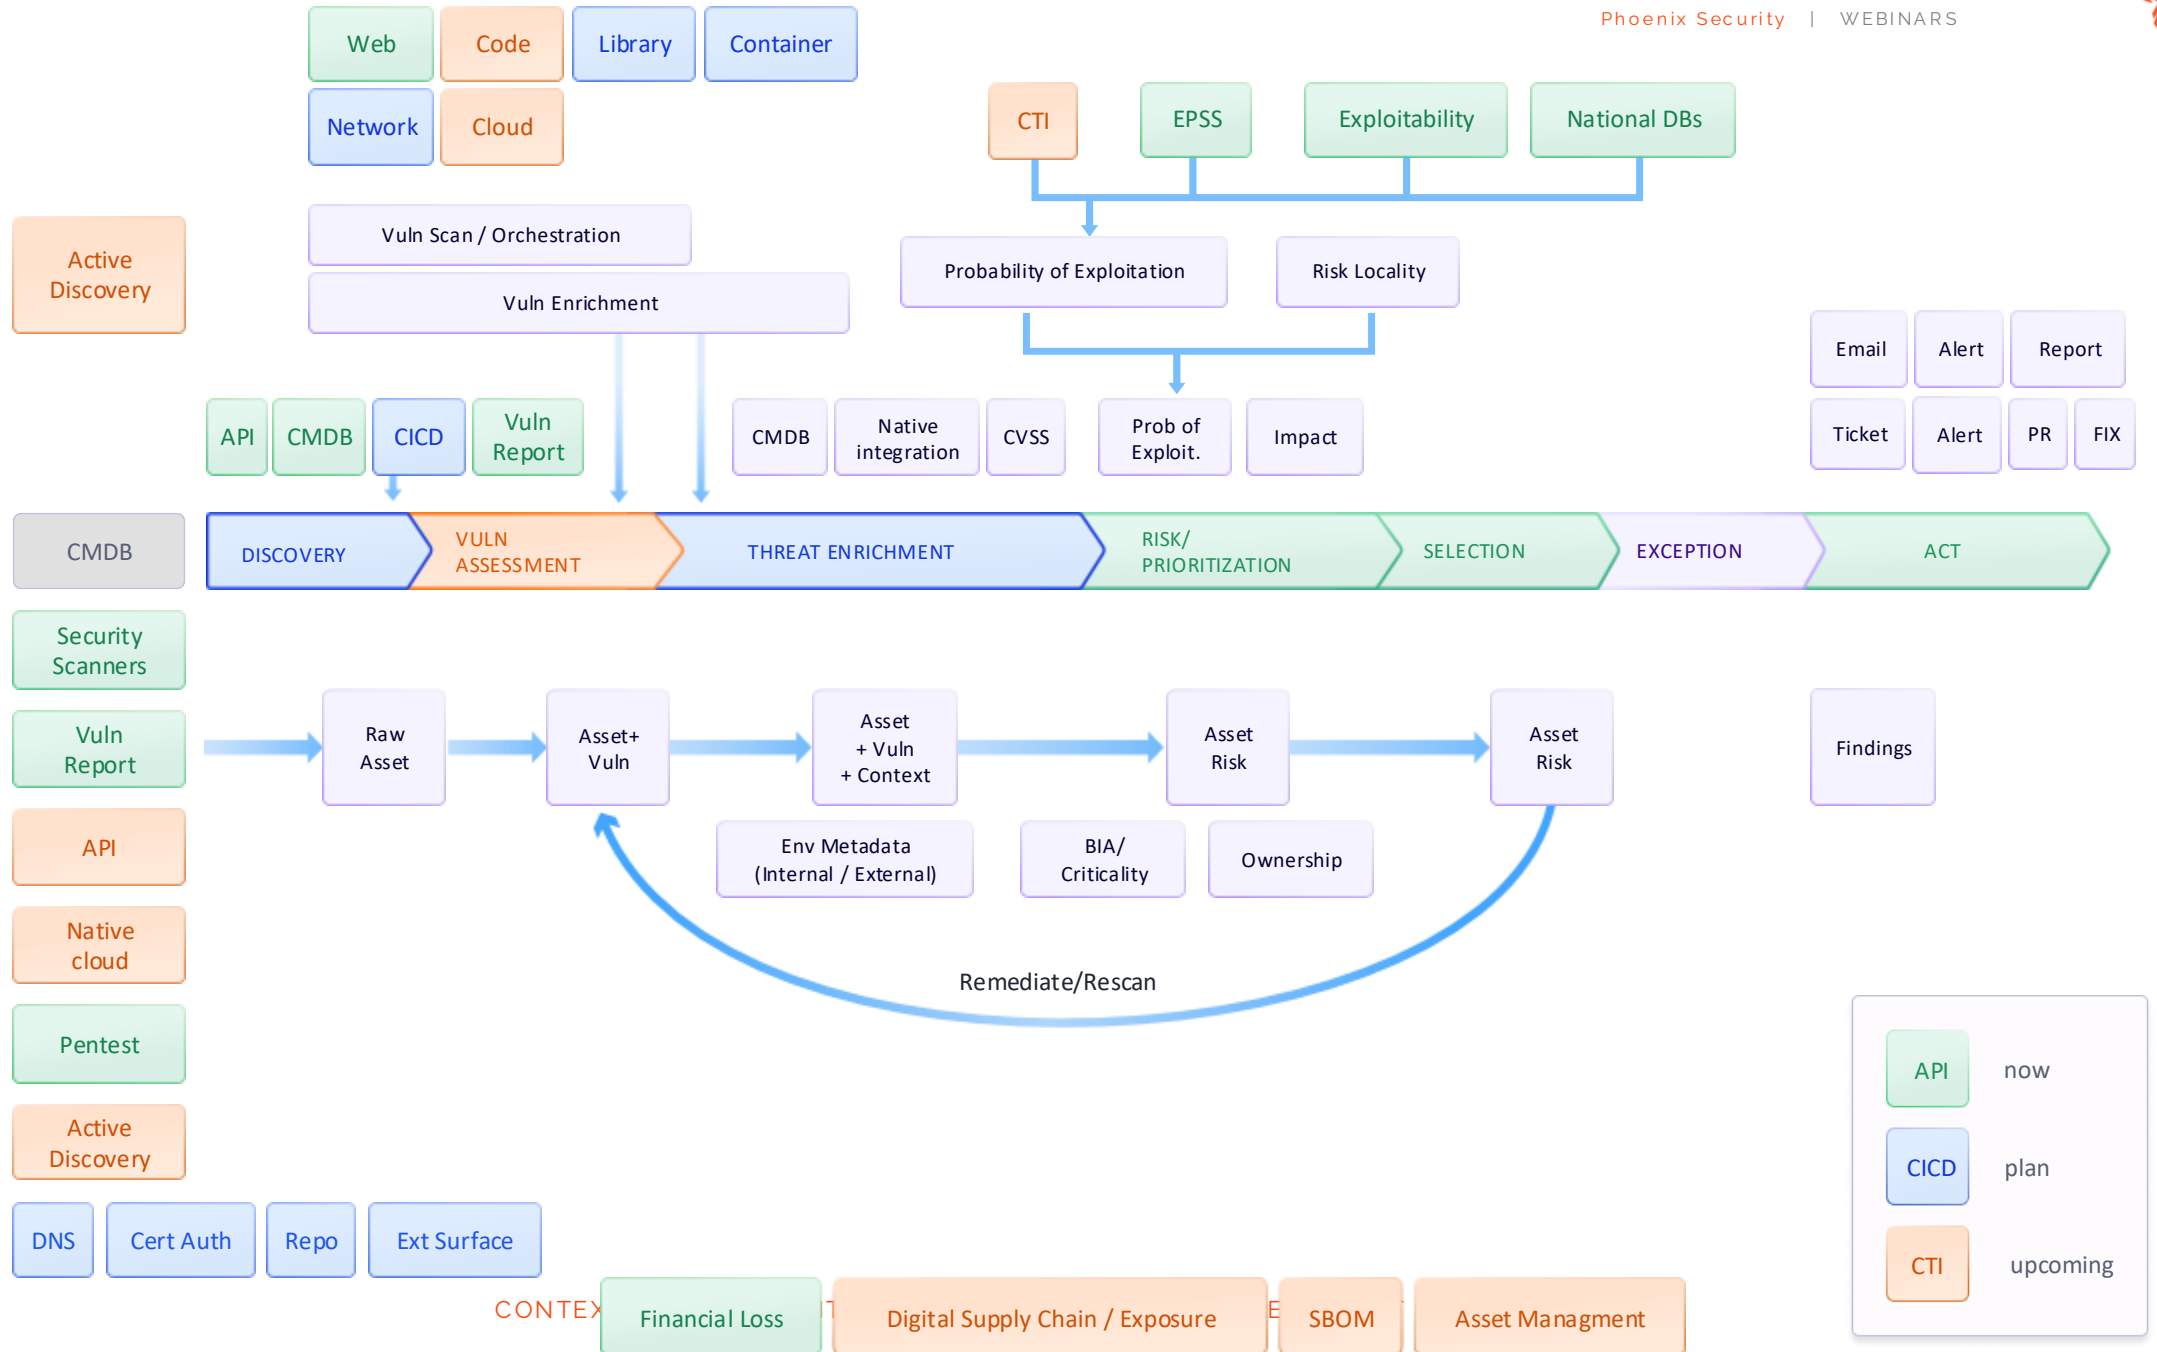 Phoenix Security | WEBINARS
Web
Code
Library
Container
Network
Cloud
CTI
EPSS
Exploitability
National DBs
Active
Discovery
Vuln Scan / Orchestration
Vuln Enrichment
Probability of Exploitation
Risk Locality
Email
Alert
Report
API
CMDB
CICD
Vuln
Report
CMDB
Native
integration
CVSS
Prob of
Exploit.
Impact
Ticket
Alert
PR
FIX
CMDB
DISCOVERY
VULN
ASSESSMENT
THREAT ENRICHMENT
RISK/
PRIORITIZATION
SELECTION
EXCEPTION
ACT
Security
Scanners
Vuln
Report
Raw
Asset
Asset+
Vuln
Asset
+ Vuln
+ Context
Asset
Risk
Asset
Risk
Findings
API
Env Metadata
(Internal / External)
BIA/
Criticality
Ownership
Native
cloud
Remediate/Rescan
Pentest
Active
Discovery
DNS
Cert Auth
Repo
Ext Surface
API now
CICD plan
CTI upcoming
Financial Loss
Digital Supply Chain / Exposure
SBOM
Asset Managment